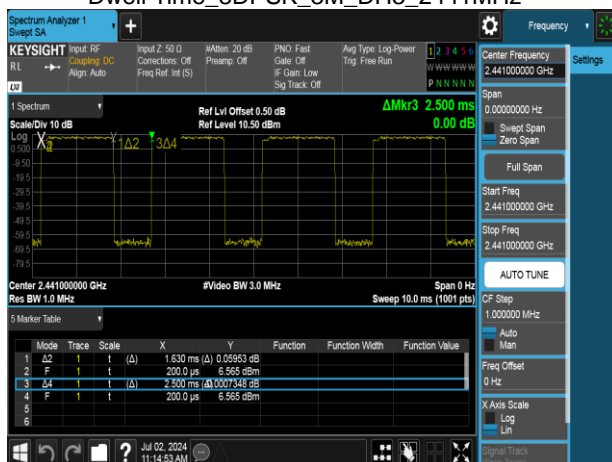 Dwell Time_8DPSK_3M_DH3_2441MHz
Spectrum Analyzer 1
Swept SA
+
Frequency
KEYSIGHT
RL
LXI
Input: RF
Coupling: DC
Align: Auto
Input Z: 50 Ω
Corrections: Off
Freq Ref: Int (S)
#Atten: 20 dB
Preamp: Off
PNO: Fast
Gate: Off
IF Gain: Low
Sig Track: Off
Avg Type: Log-Power
Trig: Free Run
1 2 3 4 5 6
W W W W W W
P N N N N N
1 Spectrum
Scale/Div 10 dB
Ref Lvl Offset 0.50 dB
Ref Level 10.50 dBm
ΔMkr3 2.500 ms
0.00 dB
Log
0.500
-9.50
-19.5
-29.5
-39.5
-49.5
-59.5
-69.5
-79.5
1Δ2
3Δ4
Center 2.441000000 GHz
Res BW 1.0 MHz
#Video BW 3.0 MHz
Span 0 Hz
Sweep 10.0 ms (1001 pts)
5 Marker Table
Mode Trace Scale X Y Function Function Width Function Value
1 Δ2 1 t (Δ) 1.630 ms (Δ) 0.05953 dB
2 F 1 t 200.0 µs 6.565 dBm
3 Δ4 1 t (Δ) 2.500 ms (Δ) 0.0007348 dB
4 F 1 t 200.0 µs 6.565 dBm
5
6
Jul 02, 2024
11:14:53 AM
Center Frequency
2.441000000 GHz
Settings
Span
0.00000000 Hz
Swept Span
Zero Span
Full Span
Start Freq
2.441000000 GHz
Stop Freq
2.441000000 GHz
AUTO TUNE
CF Step
1.000000 MHz
Auto
Man
Freq Offset
0 Hz
X Axis Scale
Log
Lin
Signal Track